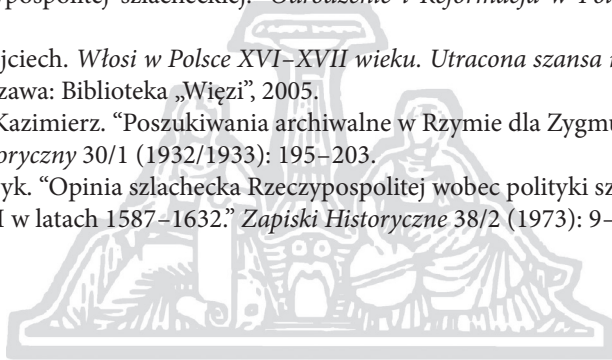 pospolitej szlacheckiej.” Odrodzenie i Reformacja w
jciech. Włosi w Polsce XVI–XVII wieku. Utracona szansa
zawa: Biblioteka „Więzi”, 2005.
Kazimierz. “Poszukiwania archiwalne w Rzymie dla Zygmu
oryczny 30/1 (1932/1933): 195–203.
yk. “Opinia szlachecka Rzeczypospolitej wobec polityki sz
I w latach 1587–1632.” Zapiski Historyczne 38/2 (1973): 9–